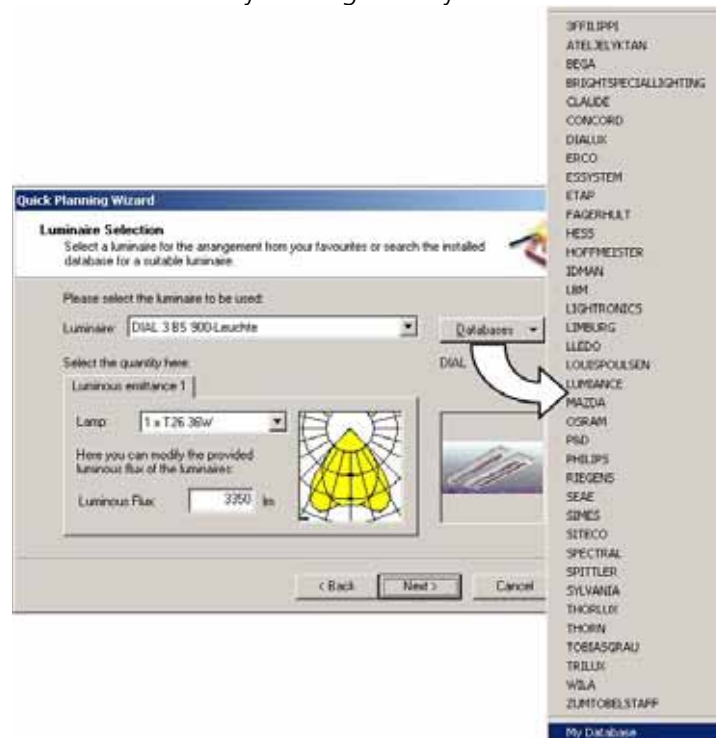 Quick Planning Wizard
Luminaire Selection
Select a luminaire for the arrangement from your favourites or search the installed
database for a suitable luminaire.
Please select the luminaire to be used:
Luminaire: DIAL 3 BS 900-Leuchte
Databases
Select the quantity here:
DIAL
Luminous emittance 1
Lamp: 1 x T26 36W
Here you can modify the provided
luminous flux of the luminaires:
Luminous Flux: 3350 lm
< Back
Next >
Cancel
3FFILIPPI
ATELJELYKTAN
BEGA
BRIGHTSPECIALLIGHTING
CLAUDE
CONCORD
DIALUX
ERCO
ESSYSTEM
ETAP
FAGERHULT
HESS
HOFFMEISTER
IDMAN
LBM
LIGHTRONICS
LIMBURG
LLEDO
LOUISPOULSEN
LUMIANCE
MAZDA
OSRAM
PHILIPS
RIEGENS
SEAE
SIMES
SITECO
SPECTRAL
SPITTLER
SYLVANIA
THORLUX
THORN
TOBIASGRAU
TRILUX
WILA
ZUMTOBELSTAFF
My Database